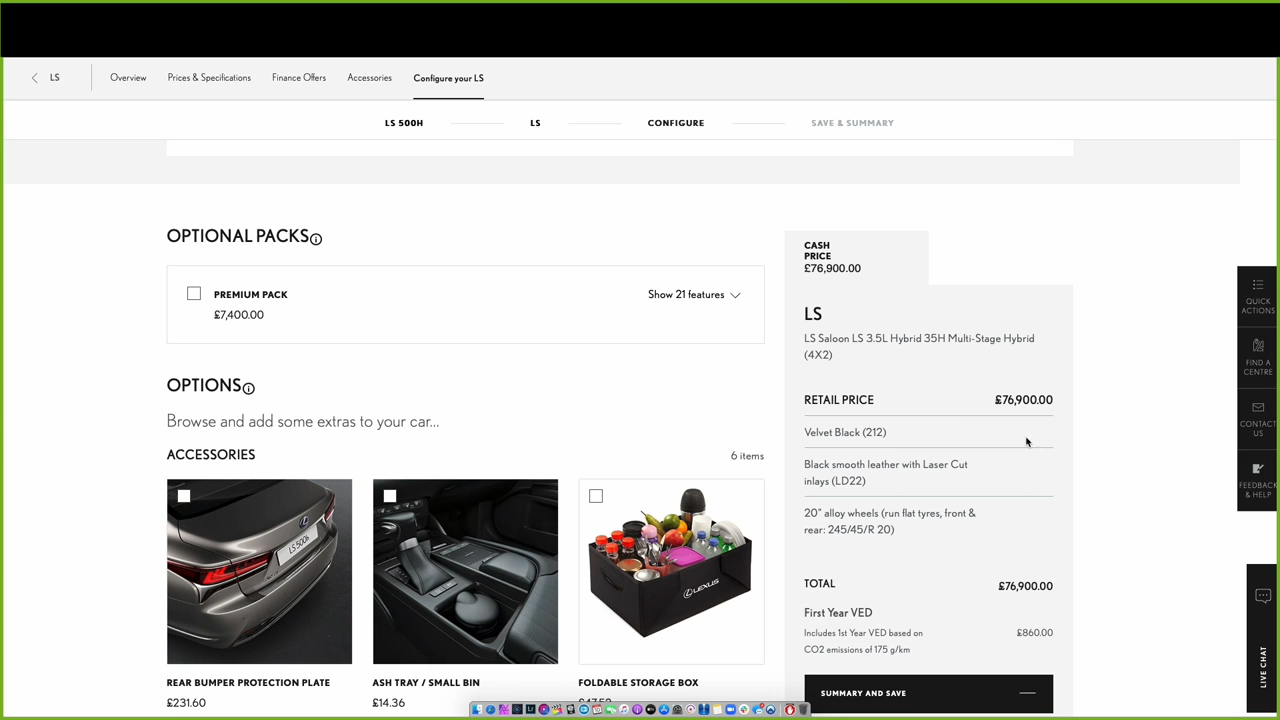 LS
Overview
Prices & Specifications
Finance Offers
Accessories
Configure your LS
LS 500H
LS
CONFIGURE
SAVE & SUMMARY
OPTIONAL PACKS
PREMIUM PACK
Show 21 features
£7,400.00
OPTIONS
Browse and add some extras to your car...
ACCESSORIES
6 items
LS 500h
LEXUS
REAR BUMPER PROTECTION PLATE
£231.60
ASH TRAY / SMALL BIN
£14.36
FOLDABLE STORAGE BOX
CASH
PRICE
£76,900.00
LS
LS Saloon LS 3.5L Hybrid 35H Multi-Stage Hybrid
(4X2)
RETAIL PRICE
£76,900.00
Velvet Black (212)
Black smooth leather with Laser Cut
inlays (LD22)
20" alloy wheels (run flat tyres, front &
rear: 245/45/R 20)
TOTAL
£76,900.00
First Year VED
Includes 1st Year VED based on
£860.00
CO2 emissions of 175 g/km
SUMMARY AND SAVE
QUICK
ACTIONS
FIND A
CENTRE
CONTACT
US
FEEDBACK
& HELP
LIVE CHAT